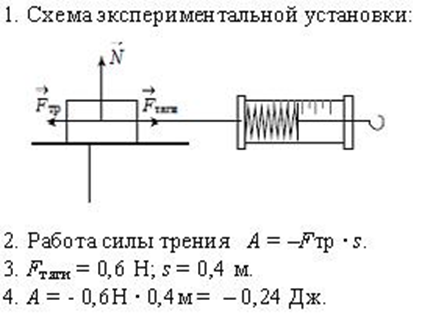 1. Схема экспериментальной установки:
N
Fтр
Fтяги
2. Работа силы трения A = –Fтр · s.
3. Fтяги = 0,6 Н; s = 0,4 м.
4. A = - 0,6Н · 0,4м = – 0,24 Дж.